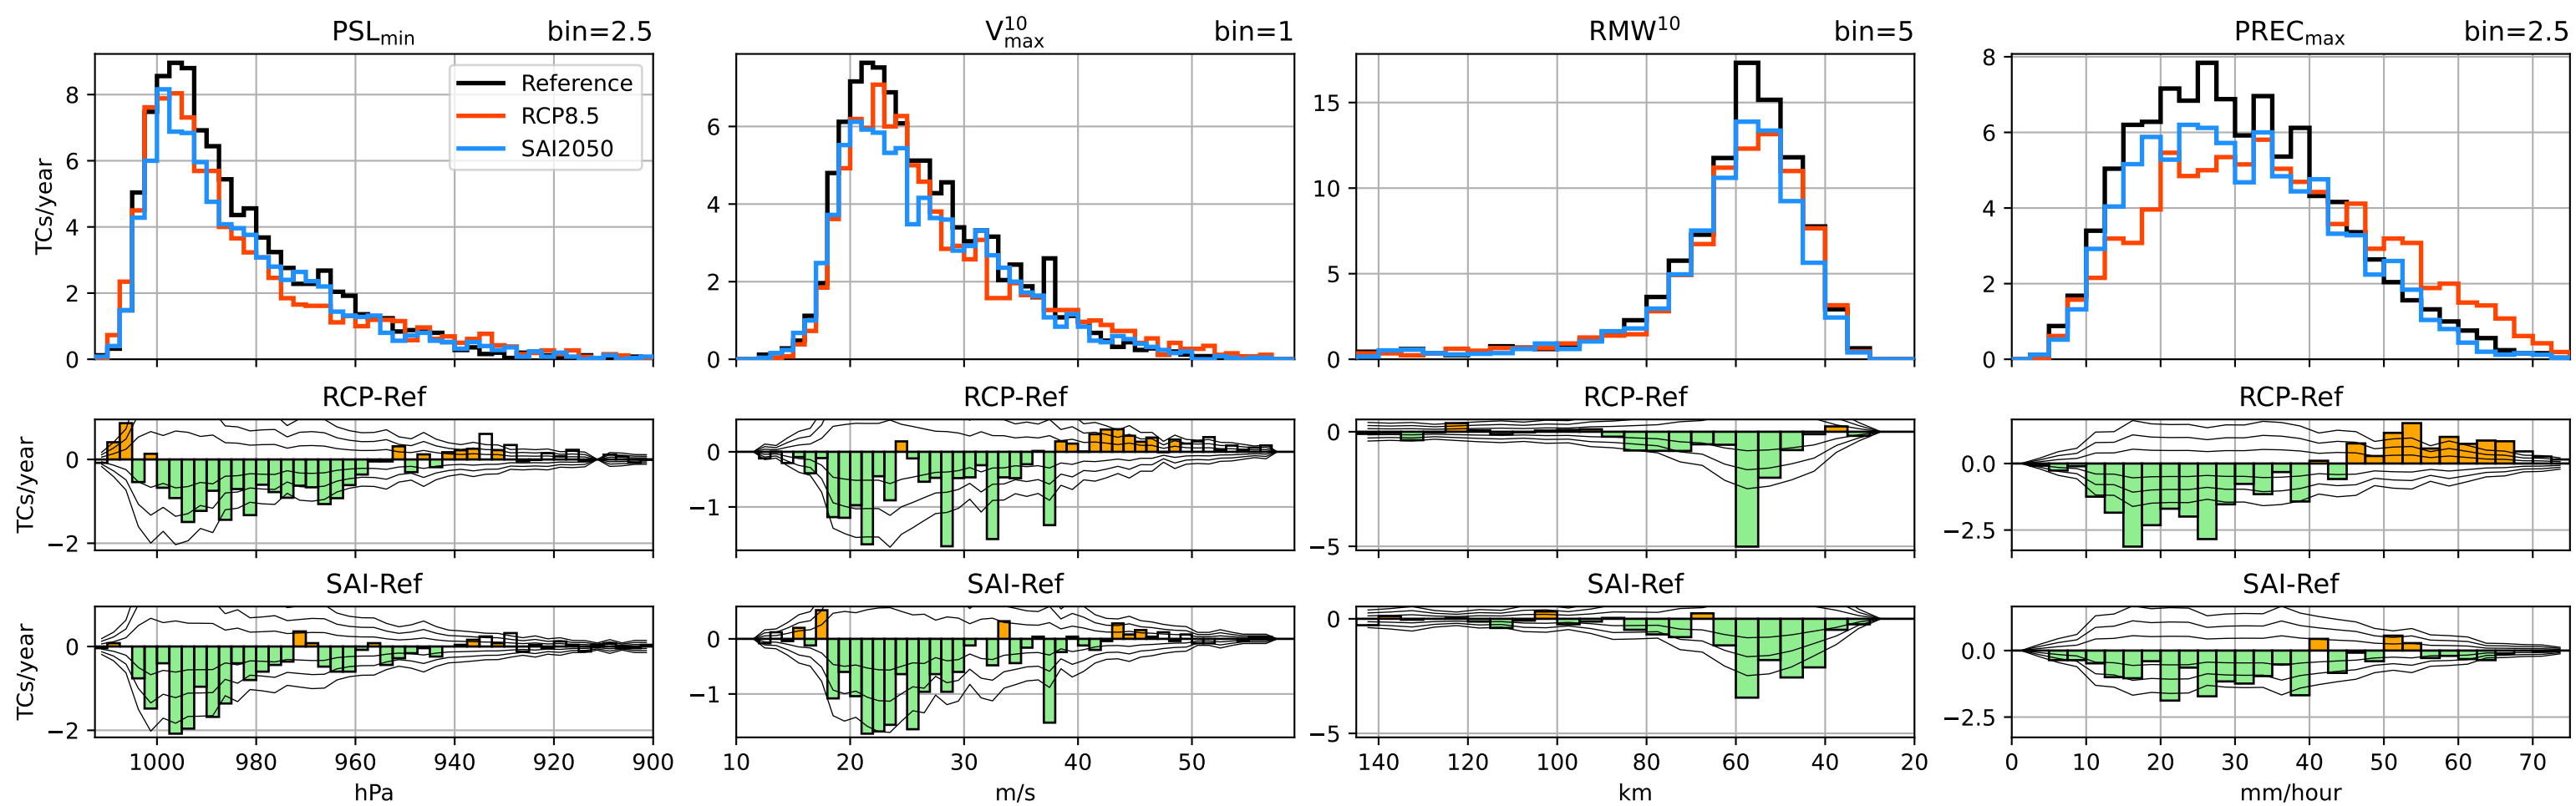 PSLmin bin=2.5
V10max bin=1
RMW10 bin=5
PRECmax bin=2.5
Reference
RCP8.5
SAI2050
TCs/year
8
6
4
2
0
6
4
2
0
15
10
5
0
8
6
4
2
0
RCP-Ref
RCP-Ref
RCP-Ref
RCP-Ref
TCs/year
0
−2
0
−1
0
−5
0.0
−2.5
SAI-Ref
SAI-Ref
SAI-Ref
SAI-Ref
TCs/year
0
−2
0
−1
0
−5
0.0
−2.5
1000 980 960 940 920 900
10 20 30 40 50
140 120 100 80 60 40 20
0 10 20 30 40 50 60 70
hPa
m/s
km
mm/hour